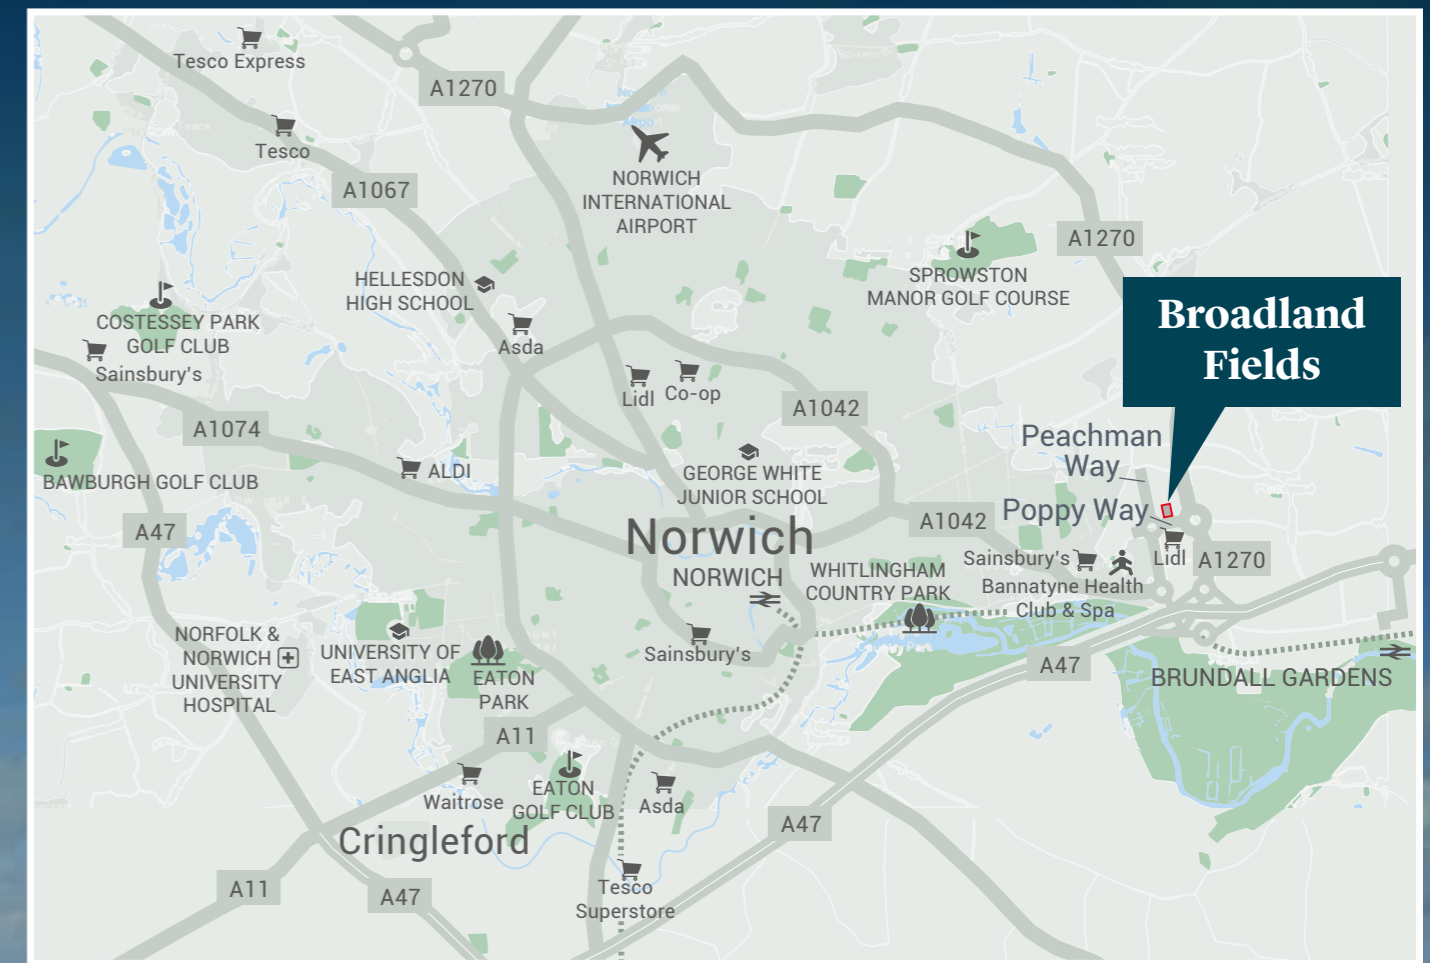 Tesco Express
A1270
Tesco
A1067
NORWICH
INTERNATIONAL
AIRPORT
A1270
SPROWSTON
MANOR GOLF COURSE
HELLESDON
HIGH SCHOOL
Broadland
Fields
COSTESSEY PARK
GOLF CLUB
Asda
Sainsbury's
Lidl
Co-op
A1042
A1074
Peachman
Way
GEORGE WHITE
JUNIOR SCHOOL
ALDI
BAWBURGH GOLF CLUB
Poppy Way
A1042
A47
Norwich
Sainsbury's
Lidl
A1270
NORWICH
WHITLINGHAM
COUNTRY PARK
Bannatyne Health
Club & Spa
NORFOLK &
NORWICH
UNIVERSITY
HOSPITAL
UNIVERSITY OF
EAST ANGLIA
EATON
PARK
Sainsbury's
A47
BRUNDALL GARDENS
A11
Waitrose
EATON
GOLF CLUB
Asda
A47
Cringleford
A11
A47
Tesco
Superstore